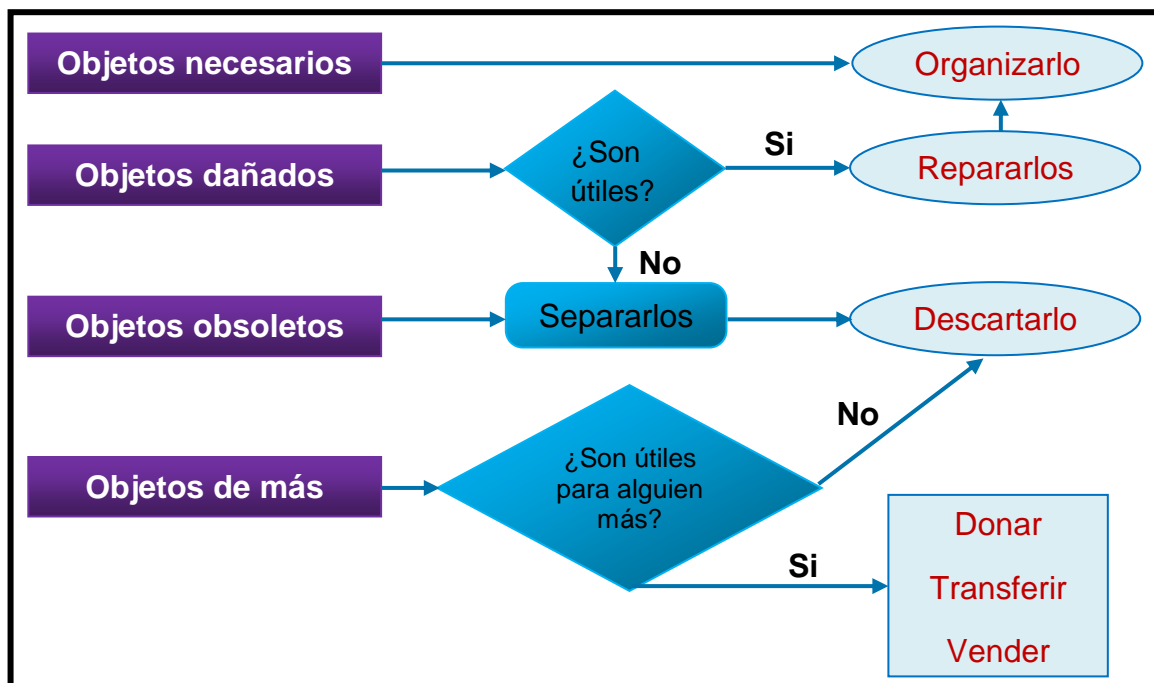 Objetos necesarios
Organizarlo
Objetos dañados
¿Son
útiles?
Si
Repararlos
No
Objetos obsoletos
Separarlos
Descartarlo
Objetos de más
¿Son útiles
para alguien
más?
No
Si
Donar
Transferir
Vender